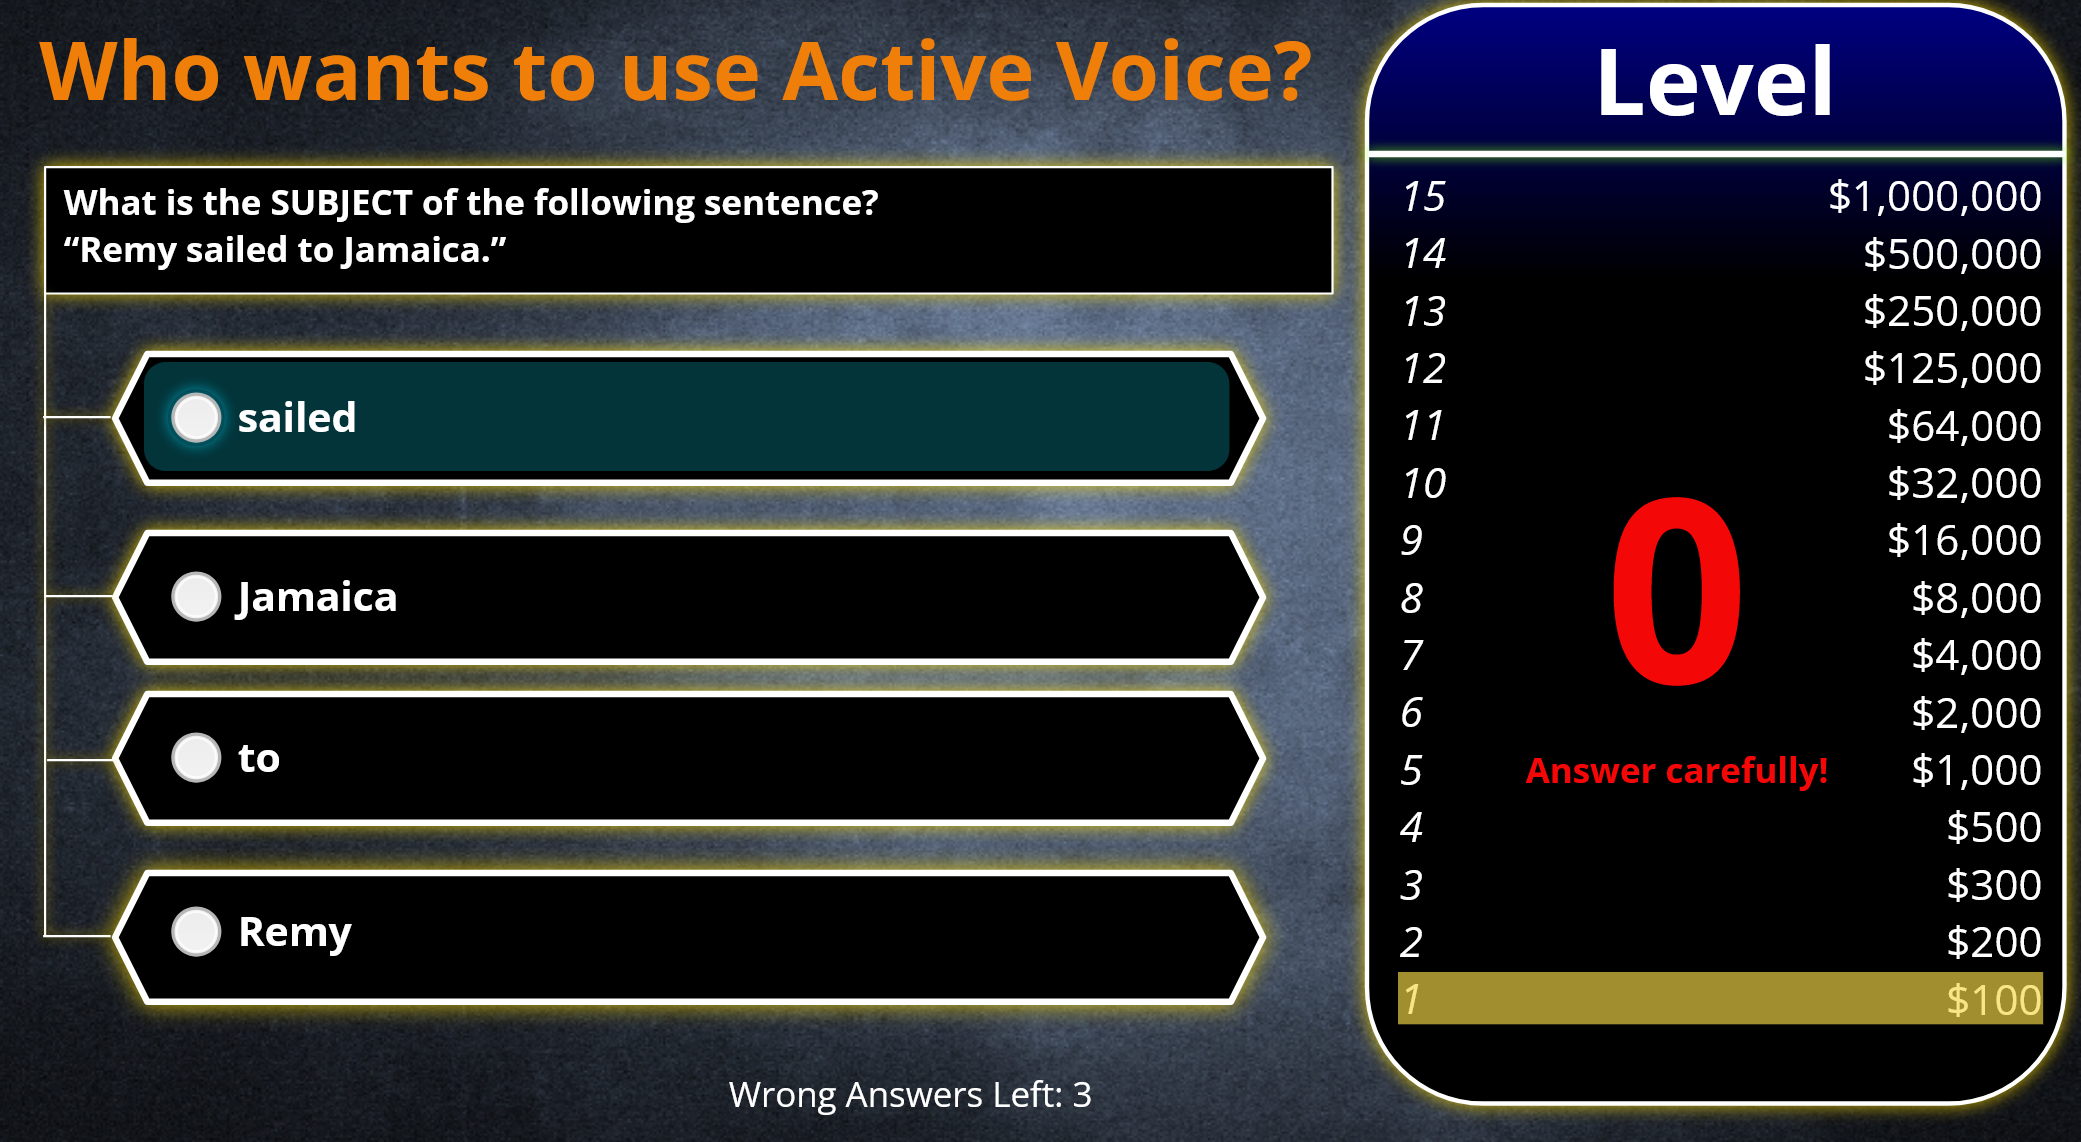 Who wants to use Active Voice?
What is the SUBJECT of the following sentence?
“Remy sailed to Jamaica.”
sailed
Jamaica
to
Remy
Wrong Answers Left: 3
Level
15 $1,000,000
14 $500,000
13 $250,000
12 $125,000
11 $64,000
10 $32,000
9 $16,000
8 $8,000
7 $4,000
6 $2,000
5 $1,000
4 $500
3 $300
2 $200
1 $100
0
Answer carefully!